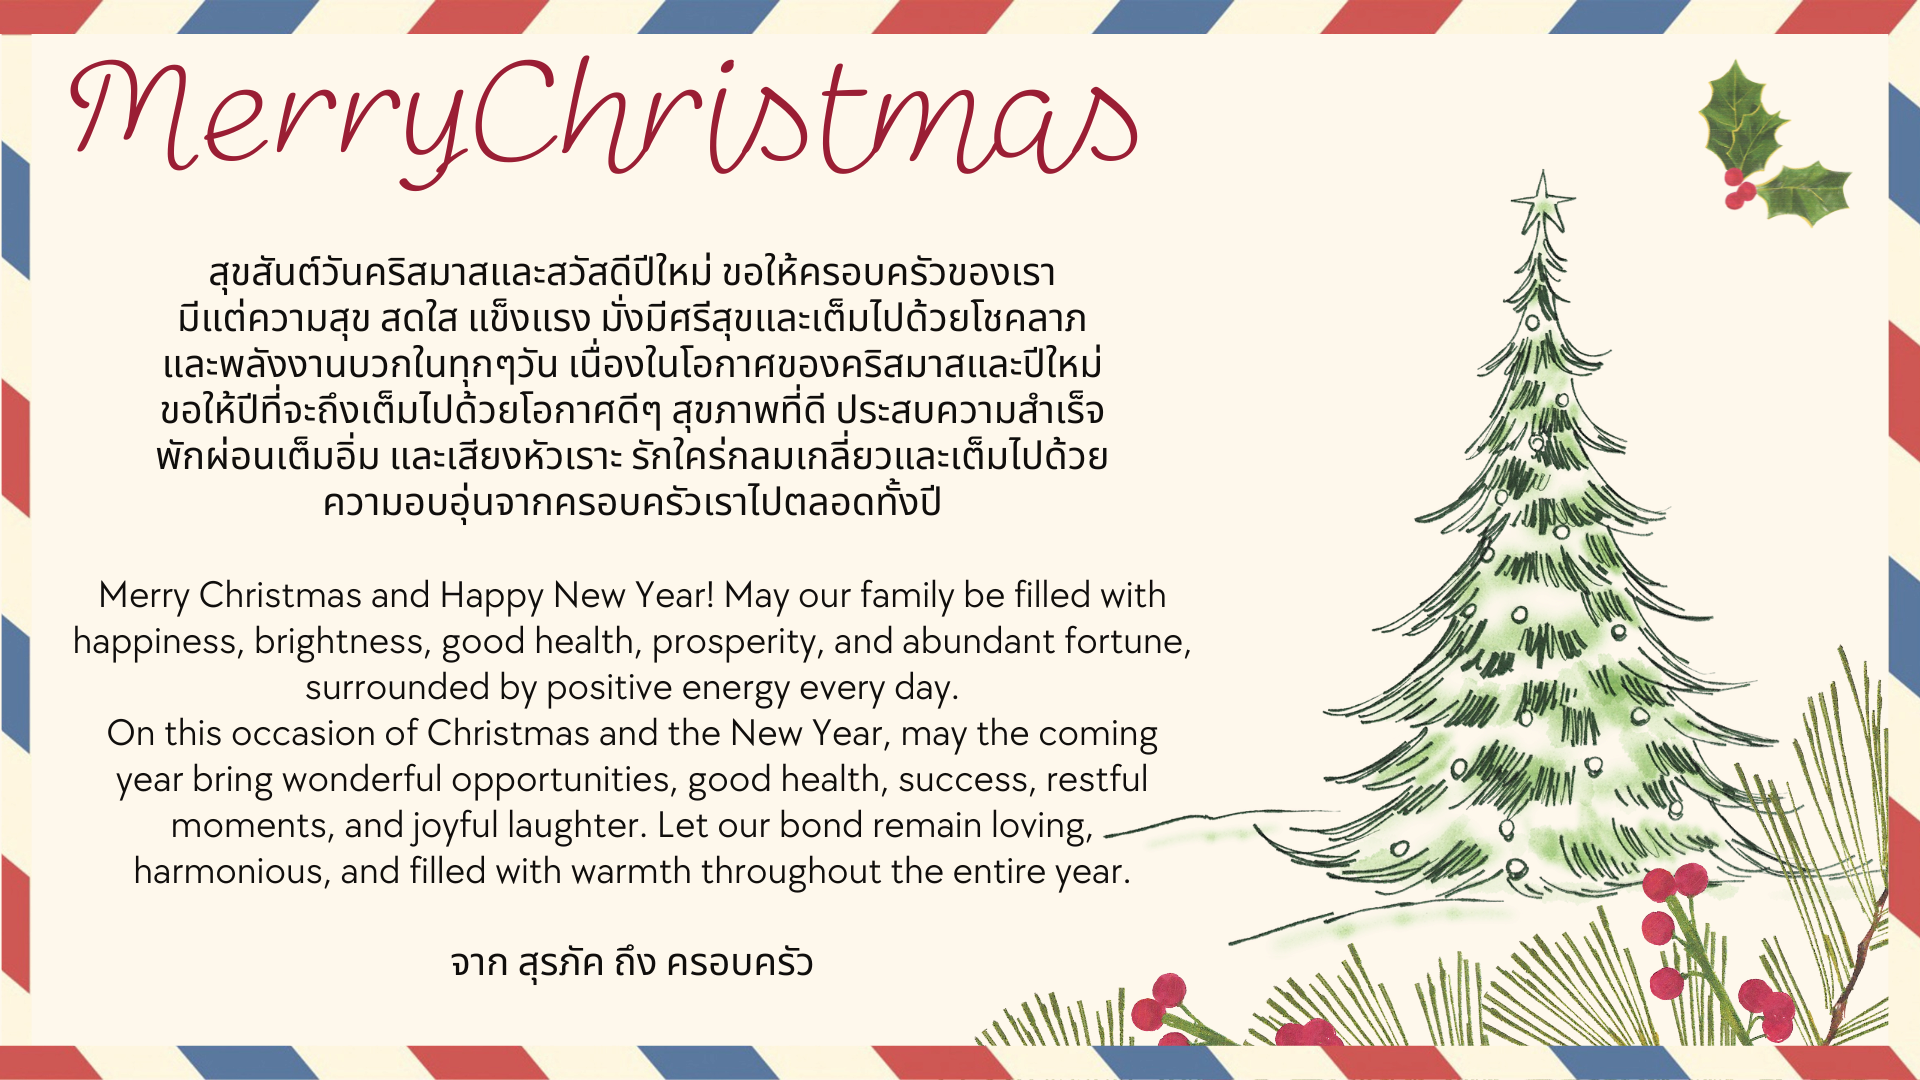 MerryChristmas
สุขสันต์วันคริสมาสและสวัสดีปีใหม่ ขอให้ครอบครัวของเรา
มีแต่ความสุข สดใส แข็งแรง มั่งมีศรีสุขและเต็มไปด้วยโชคลาภ
และพลังงานบวกในทุกๆวัน เนื่องในโอกาศของคริสมาสและปีใหม่
ขอให้ปีที่จะถึงเต็มไปด้วยโอกาศดีๆ สุขภาพที่ดี ประสบความสำเร็จ
พักผ่อนเต็มอิ่ม และเสียงหัวเราะ รักใคร่กลมเกลี่ยวและเต็มไปด้วย
ความอบอุ่นจากครอบครัวเราไปตลอดทั้งปี
Merry Christmas and Happy New Year! May our family be filled with
happiness, brightness, good health, prosperity, and abundant fortune,
surrounded by positive energy every day.
On this occasion of Christmas and the New Year, may the coming
year bring wonderful opportunities, good health, success, restful
moments, and joyful laughter. Let our bond remain loving,
harmonious, and filled with warmth throughout the entire year.
จาก สุรภัค ถึง ครอบครัว